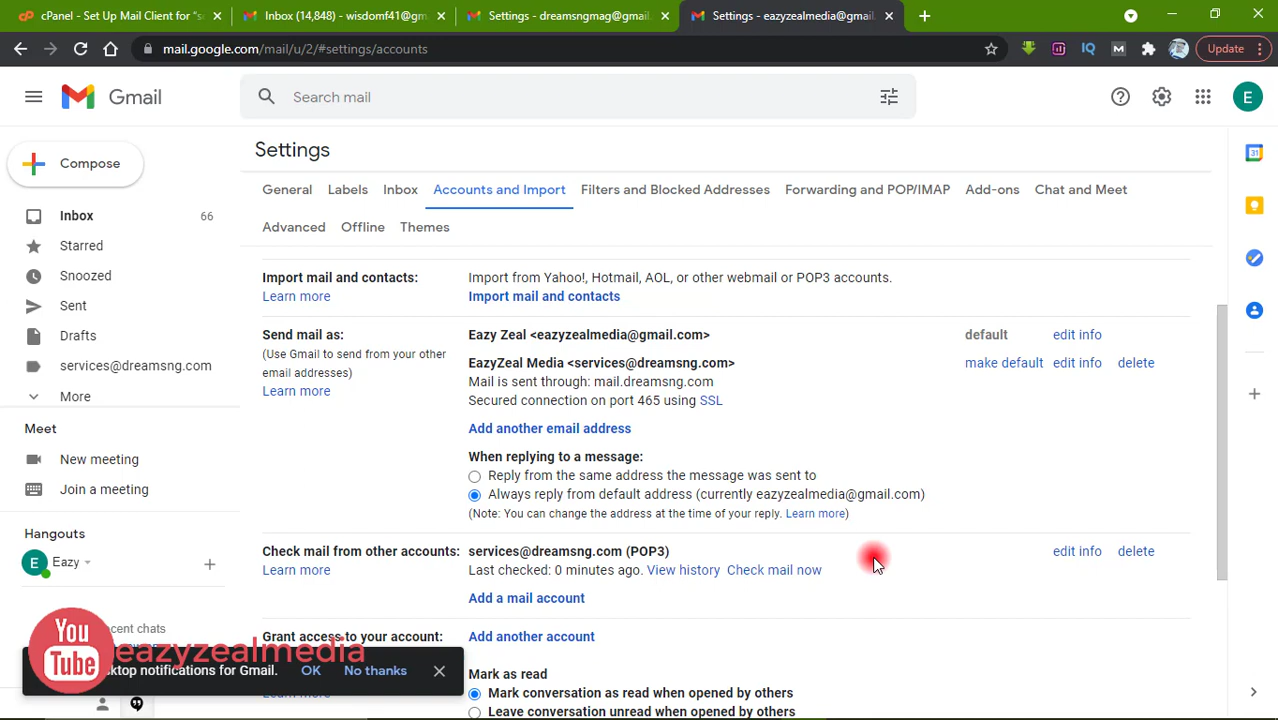 cPanel - Set Up Mail Client for "se
Inbox (14,848) - wisdomf41@gma
Settings - dreamsngmag@gmail.
Settings - eazyzealmedia@gmail.
mail.google.com/mail/u/2/#settings/accounts
Update
Gmail
Search mail
E
Compose
Settings
General
Labels
Inbox
Accounts and Import
Filters and Blocked Addresses
Forwarding and POP/IMAP
Add-ons
Chat and Meet
Advanced
Offline
Themes
Inbox
66
Starred
Snoozed
Sent
Drafts
services@dreamsng.com
More
Meet
New meeting
Join a meeting
Hangouts
E
Eazy
ecent chats
Import mail and contacts:
Learn more
Import from Yahoo!, Hotmail, AOL, or other webmail or POP3 accounts.
Import mail and contacts
Send mail as:
(Use Gmail to send from your other
email addresses)
Learn more
Eazy Zeal <eazyzealmedia@gmail.com>
default
edit info
EazyZeal Media <services@dreamsng.com>
make default
edit info
delete
Mail is sent through: mail.dreamsng.com
Secured connection on port 465 using SSL
Add another email address
When replying to a message:
Reply from the same address the message was sent to
Always reply from default address (currently eazyzealmedia@gmail.com)
(Note: You can change the address at the time of your reply. Learn more)
Check mail from other accounts:
Learn more
services@dreamsng.com (POP3)
edit info
delete
Last checked: 0 minutes ago. View history Check mail now
Add a mail account
Grant access to your account:
Add another account
Mark as read
Mark conversation as read when opened by others
Leave conversation unread when opened by others
You
Tube
eazyzealmedia
ktop notifications for Gmail.
OK
No thanks
31
IQ
M